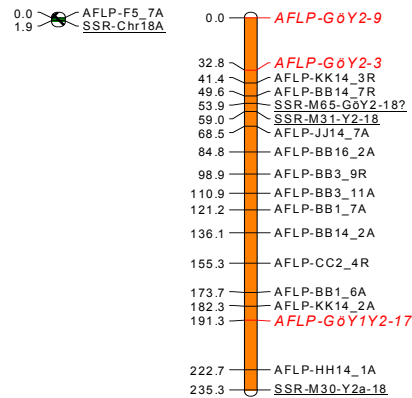 0.0 AFLP-F5_7A
1.9 SSR-Chr18A
0.0 AFLP-GöY2-9
32.8 AFLP-GöY2-3
41.4 AFLP-KK14_3R
49.6 AFLP-BB14_7R
53.9 SSR-M65-GöY2-18?
59.0 SSR-M31-Y2-18
68.5 AFLP-JJ14_7A
84.8 AFLP-BB16_2A
98.9 AFLP-BB3_9R
110.9 AFLP-BB3_11A
121.2 AFLP-BB1_7A
136.1 AFLP-BB14_2A
155.3 AFLP-CC2_4R
173.7 AFLP-BB1_6A
182.3 AFLP-KK14_2A
191.3 AFLP-GöY1Y2-17
222.7 AFLP-HH14_1A
235.3 SSR-M30-Y2a-18